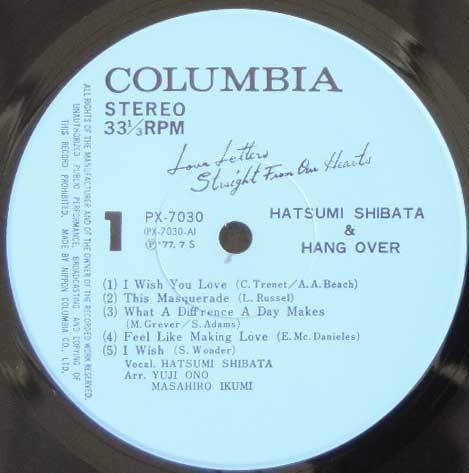 COLUMBIA
STEREO
33⅓RPM
Love Letters
Straight From Our Hearts
1
PX-7030
(PX-7030-A)
Ⓟ'77. 7 S
HATSUMI SHIBATA
&
HANG OVER
(1) I Wish You Love (C. Trenet/A.A. Beach)
(2) This Masquerade (L. Russel)
(3) What A Diff'rence A Day Makes
(M. Grever/S. Adams)
(4) Feel Like Making Love (E. Mc. Danieles)
(5) I Wish (S. Wonder)
Vocal. HATSUMI SHIBATA
Arr. YUJI ONO
MASAHIRO IKUMI
ALL RIGHTS OF THE MANUFACTURER AND OF THE OWNER OF THE RECORDED WORK RESERVED.
UNAUTHORIZED PUBLIC PERFORMANCE, BROADCASTING AND COPYING OF
THIS RECORD PROHIBITED. MADE BY NIPPON COLUMBIA CO., LTD.